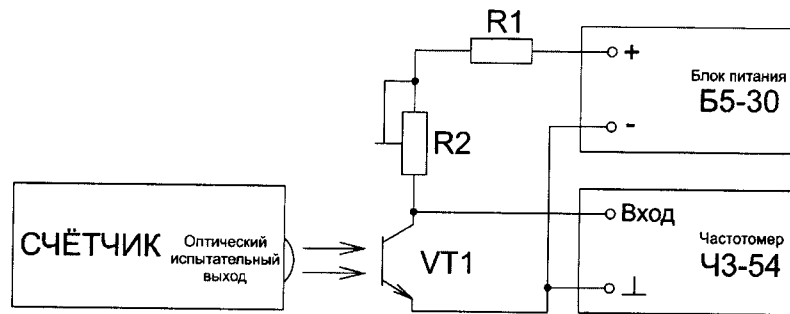 R1
+
Блок питания
Б5-30
-
R2
СЧЁТЧИК
Оптический
испытательный
выход
VT1
Вход
Частотомер
Ч3-54
⊥